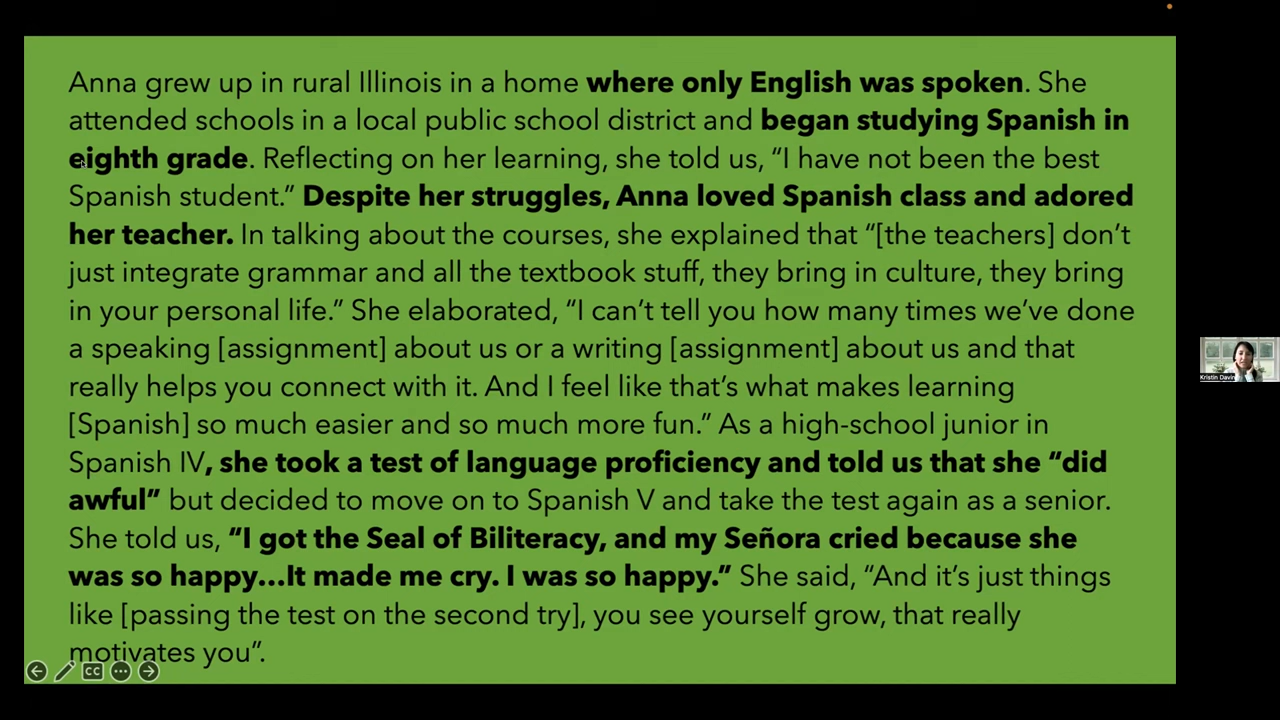 Anna grew up in rural Illinois in a home where only English was spoken. She
attended schools in a local public school district and began studying Spanish in
eighth grade. Reflecting on her learning, she told us, “I have not been the best
Spanish student.” Despite her struggles, Anna loved Spanish class and adored
her teacher. In talking about the courses, she explained that “[the teachers] don’t
just integrate grammar and all the textbook stuff, they bring in culture, they bring
in your personal life.” She elaborated, “I can’t tell you how many times we’ve done
a speaking [assignment] about us or a writing [assignment] about us and that
really helps you connect with it. And I feel like that’s what makes learning
[Spanish] so much easier and so much more fun.” As a high-school junior in
Spanish IV, she took a test of language proficiency and told us that she “did
awful” but decided to move on to Spanish V and take the test again as a senior.
She told us, “I got the Seal of Biliteracy, and my Señora cried because she
was so happy...It made me cry. I was so happy.” She said, “And it’s just things
like [passing the test on the second try], you see yourself grow, that really
motivates you”.
CC
Kristin